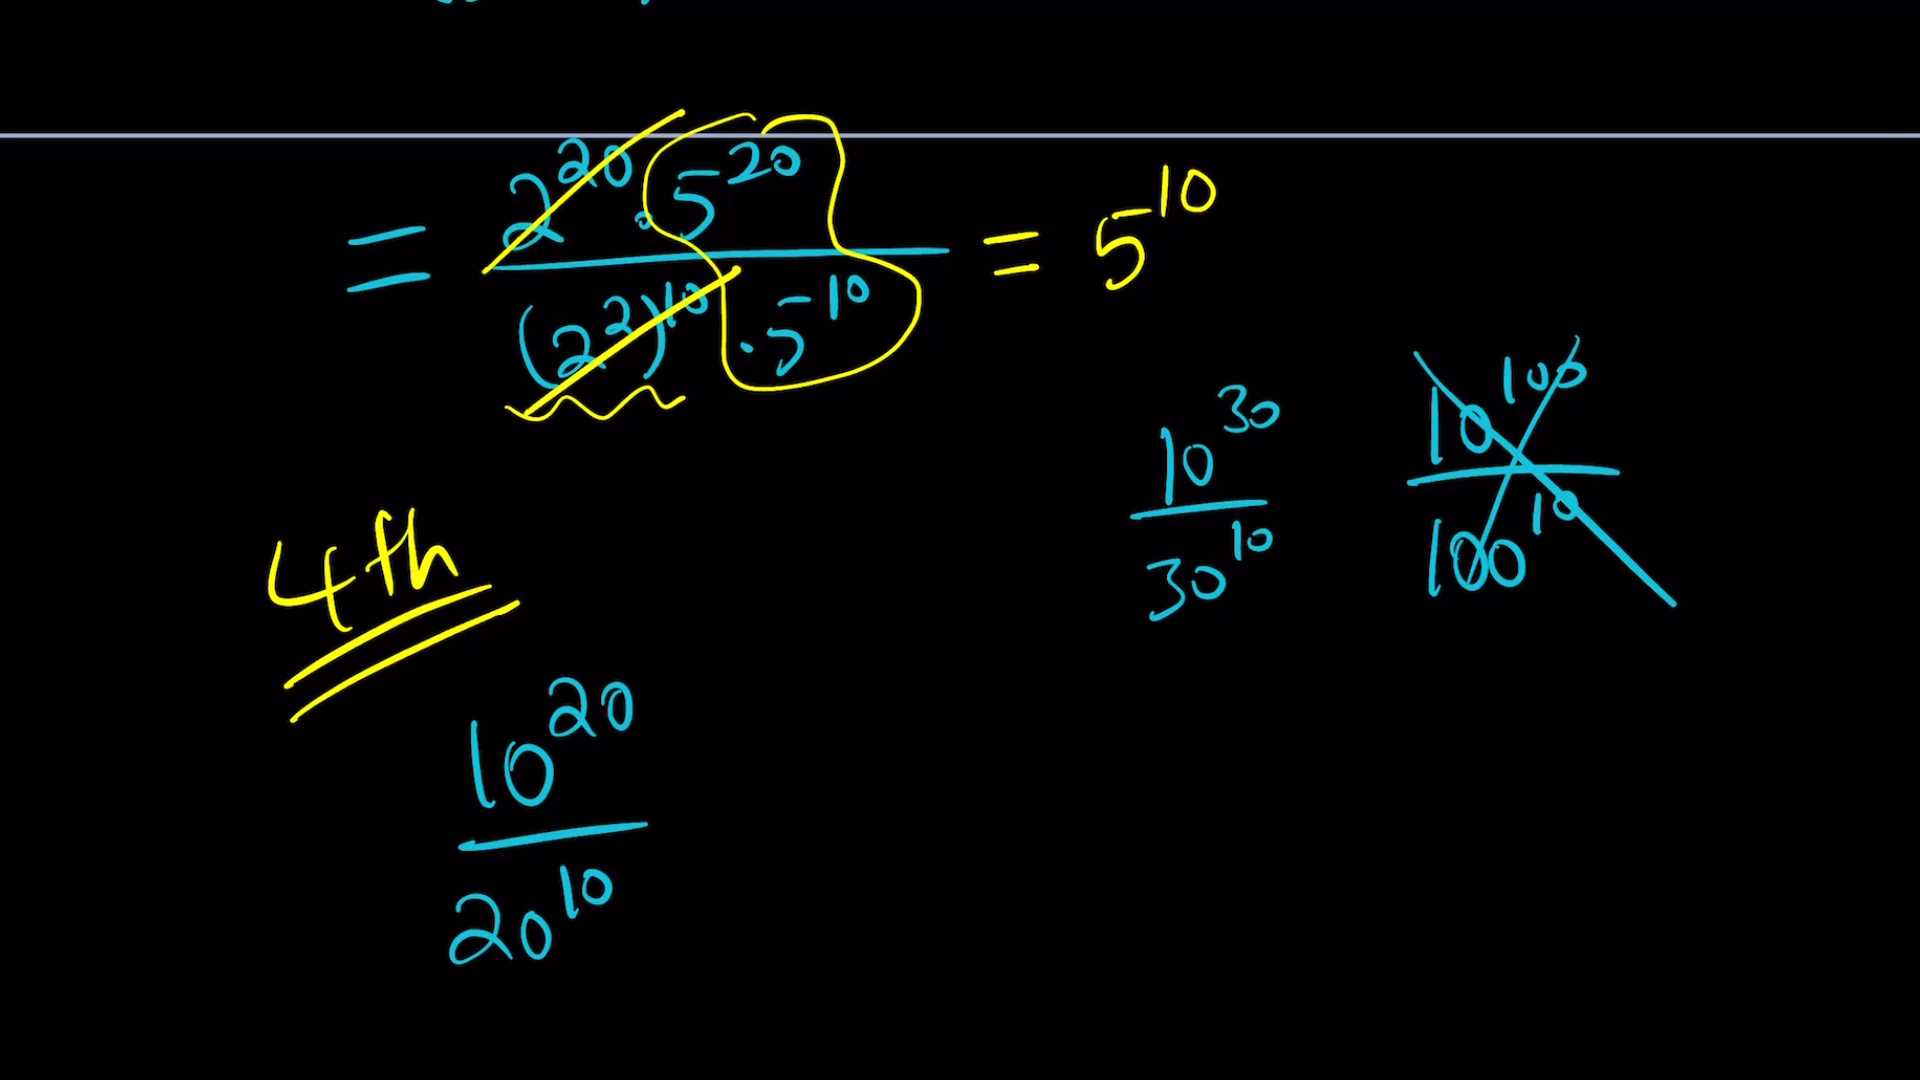 = 2^20 · 5^20 / (2^2)^10 · 5^10 = 5^10
10^30 / 30^10
10^100 / 100^10
4th
10^20 / 20^10